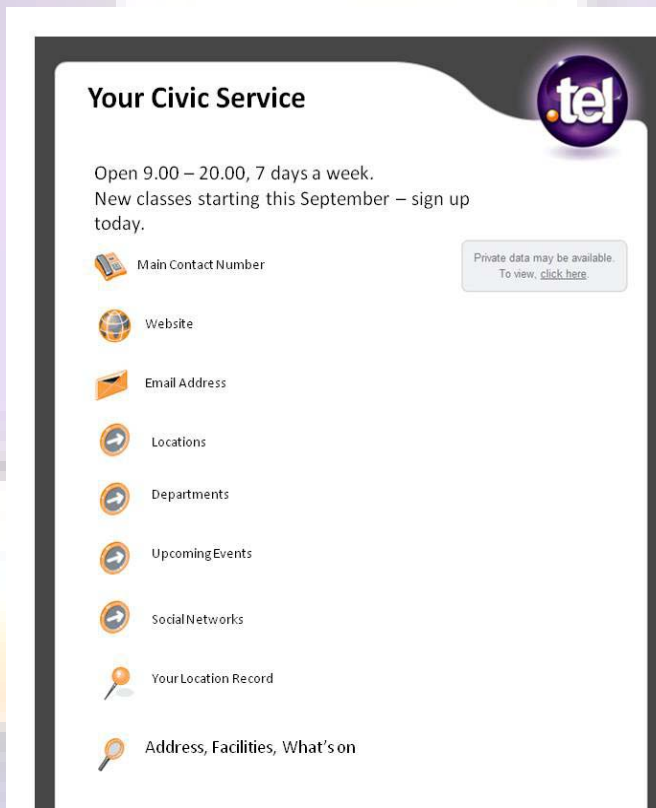 Your Civic Service
.tel
Open 9.00 – 20.00, 7 days a week.
New classes starting this September – sign up
today.
Main Contact Number
Private data may be available.
To view, click here.
Website
Email Address
Locations
Departments
Upcoming Events
Social Networks
Your Location Record
Address, Facilities, What's on